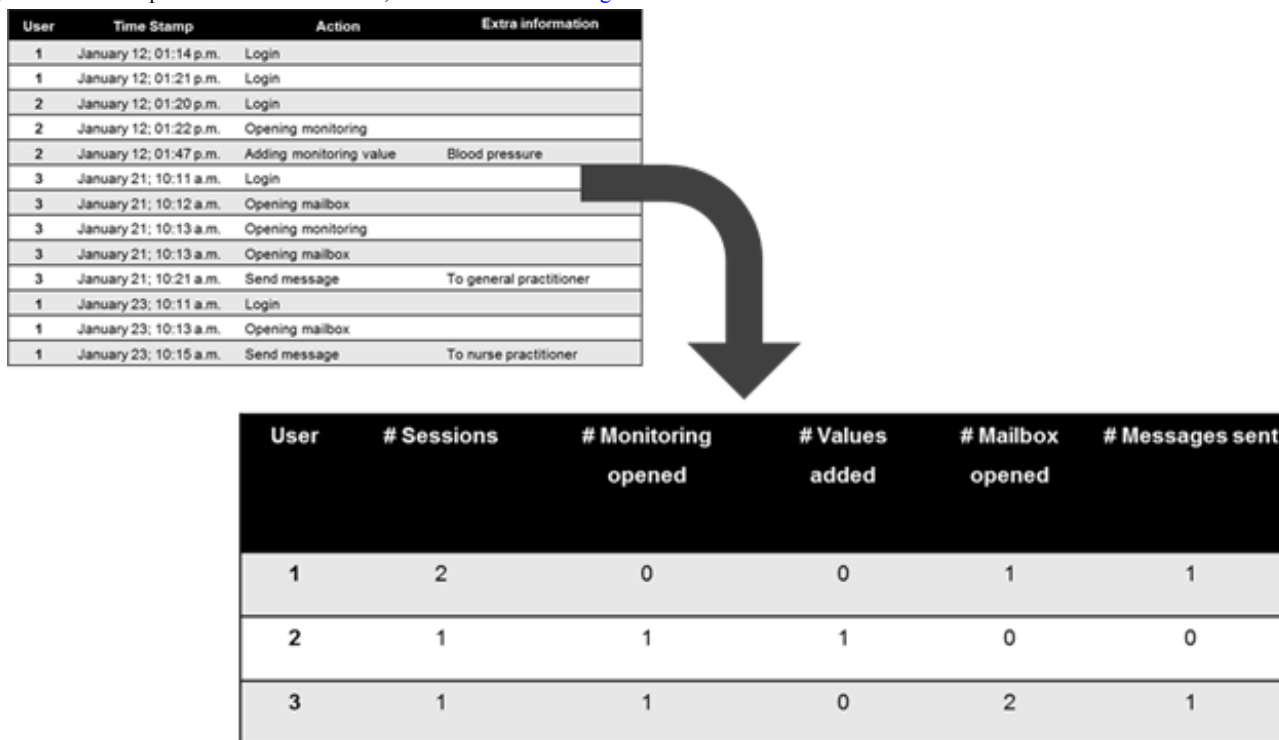 User Time Stamp Action Extra information
1 January 12; 01:14 p.m. Login
1 January 12; 01:21 p.m. Login
2 January 12; 01:20 p.m. Login
2 January 12; 01:22 p.m. Opening monitoring
2 January 12; 01:47 p.m. Adding monitoring value Blood pressure
3 January 21; 10:11 a.m. Login
3 January 21; 10:12 a.m. Opening mailbox
3 January 21; 10:13 a.m. Opening monitoring
3 January 21; 10:13 a.m. Opening mailbox
3 January 21; 10:21 a.m. Send message To general practitioner
1 January 23; 10:11 a.m. Login
1 January 23; 10:13 a.m. Opening mailbox
1 January 23; 10:15 a.m. Send message To nurse practitioner
User # Sessions # Monitoring # Values # Mailbox # Messages sent
opened added opened
1 2 0 0 1 1
2 1 1 1 0 0
3 1 1 0 2 1